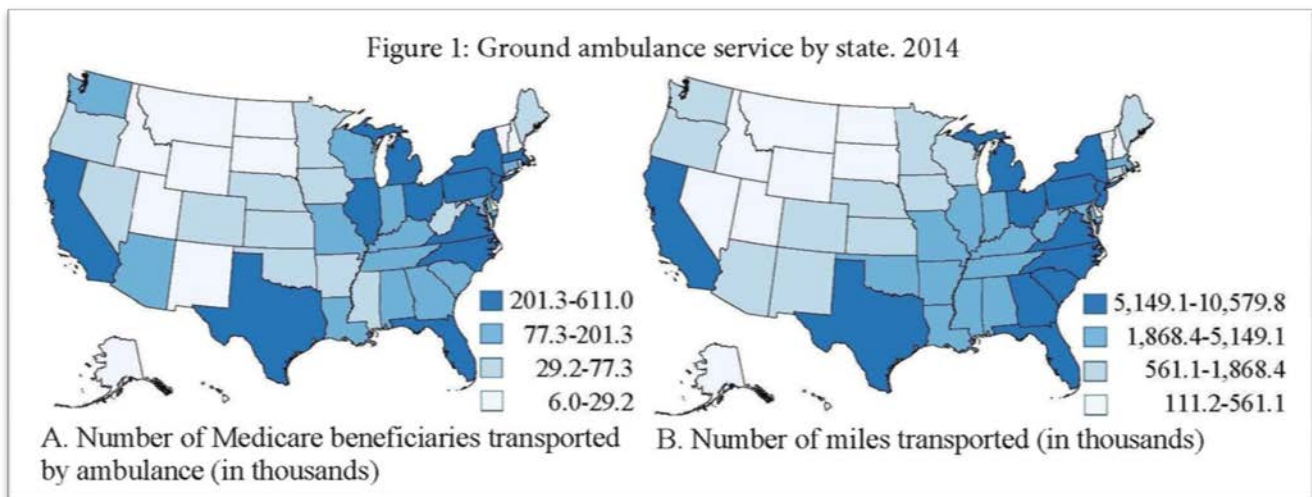 Figure 1: Ground ambulance service by state. 2014
201.3-611.0
77.3-201.3
29.2-77.3
6.0-29.2
A. Number of Medicare beneficiaries transported
by ambulance (in thousands)
5,149.1-10,579.8
1,868.4-5,149.1
561.1-1,868.4
111.2-561.1
B. Number of miles transported (in thousands)